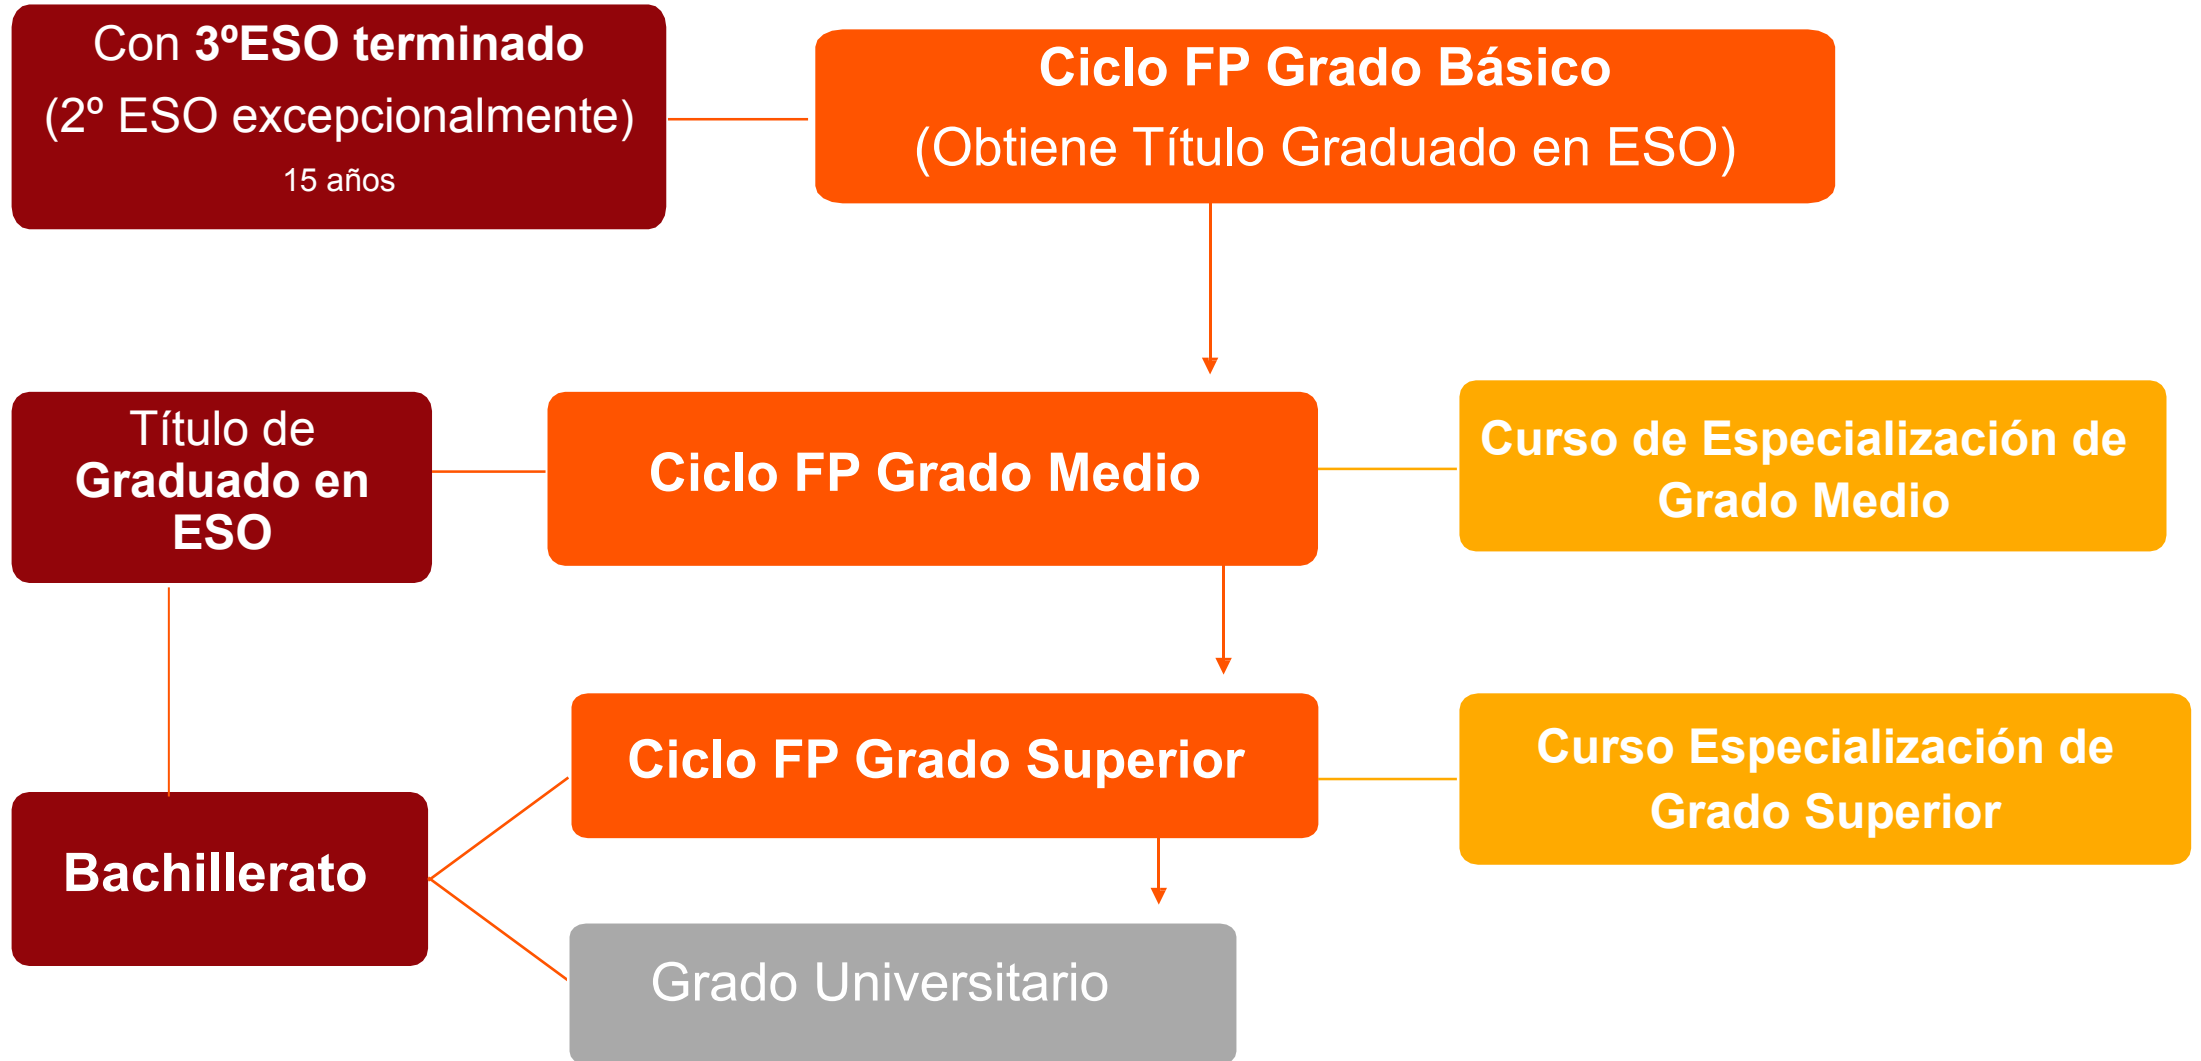 Con 3ºESO terminado
(2º ESO excepcionalmente)
15 años
Ciclo FP Grado Básico
(Obtiene Título Graduado en ESO)
Título de
Graduado en
ESO
Ciclo FP Grado Medio
Curso de Especialización de
Grado Medio
Ciclo FP Grado Superior
Curso Especialización de
Grado Superior
Bachillerato
Grado Universitario